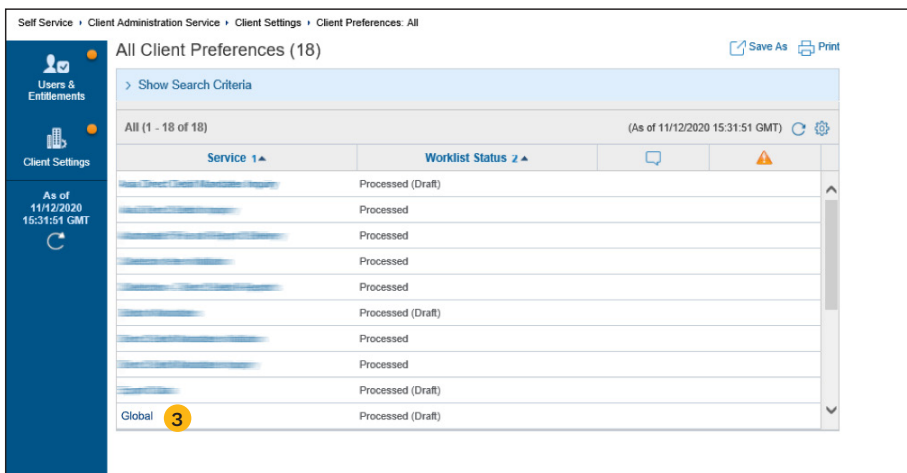 Self Service › Client Administration Service › Client Settings › Client Preferences: All
All Client Preferences (18)
Save As
Print
Users &
Entitlements
Client Settings
As of
11/12/2020
15:31:51 GMT
> Show Search Criteria
All (1 - 18 of 18)
(As of 11/12/2020 15:31:51 GMT)
Service 1▲ Worklist Status 2▲
Processed (Draft)
Processed
Processed
Processed
Processed
Processed (Draft)
Processed
Processed
Processed (Draft)
Global 3 Processed (Draft)